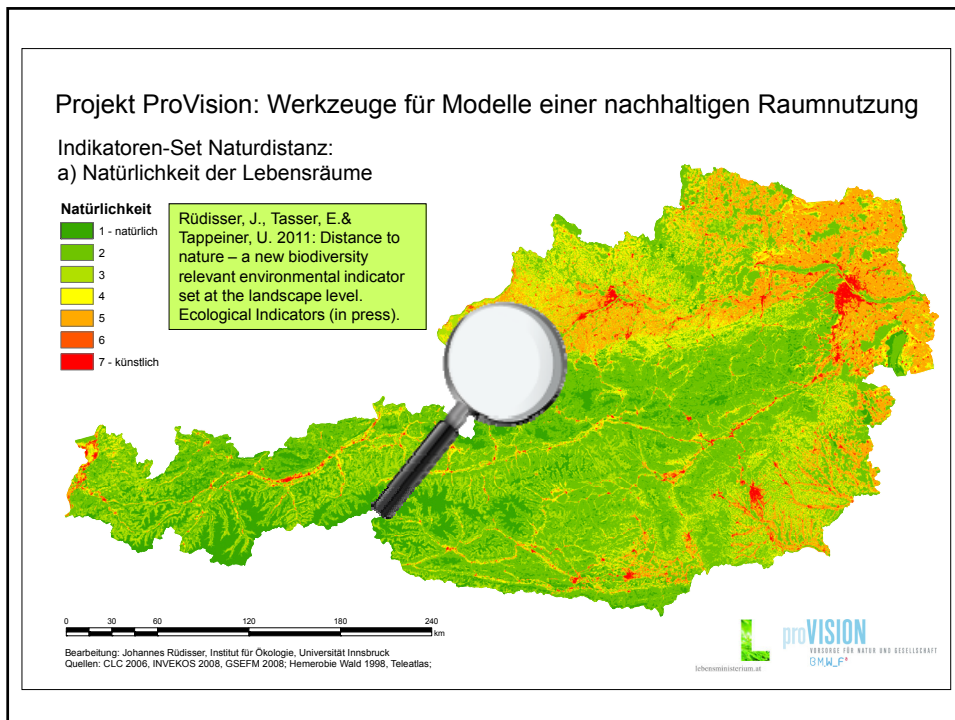 Projekt ProVision: Werkzeuge für Modelle einer nachhaltigen Raumnutzung
Indikatoren-Set Naturdistanz:
a) Natürlichkeit der Lebensräume
Natürlichkeit
1 - natürlich
2
3
4
5
6
7 - künstlich
Rüdisser, J., Tasser, E.&
Tappeiner, U. 2011: Distance to
nature – a new biodiversity
relevant environmental indicator
set at the landscape level.
Ecological Indicators (in press).
0 30 60 120 180 240
km
Bearbeitung: Johannes Rüdisser, Institut für Ökologie, Universität Innsbruck
Quellen: CLC 2006, INVEKOS 2008, GSEFM 2008; Hemerobie Wald 1998, Teleatlas;
lebensministerium.at
proVISION
VORSORGE FÜR NATUR UND GESELLSCHAFT
BM.W_Fª